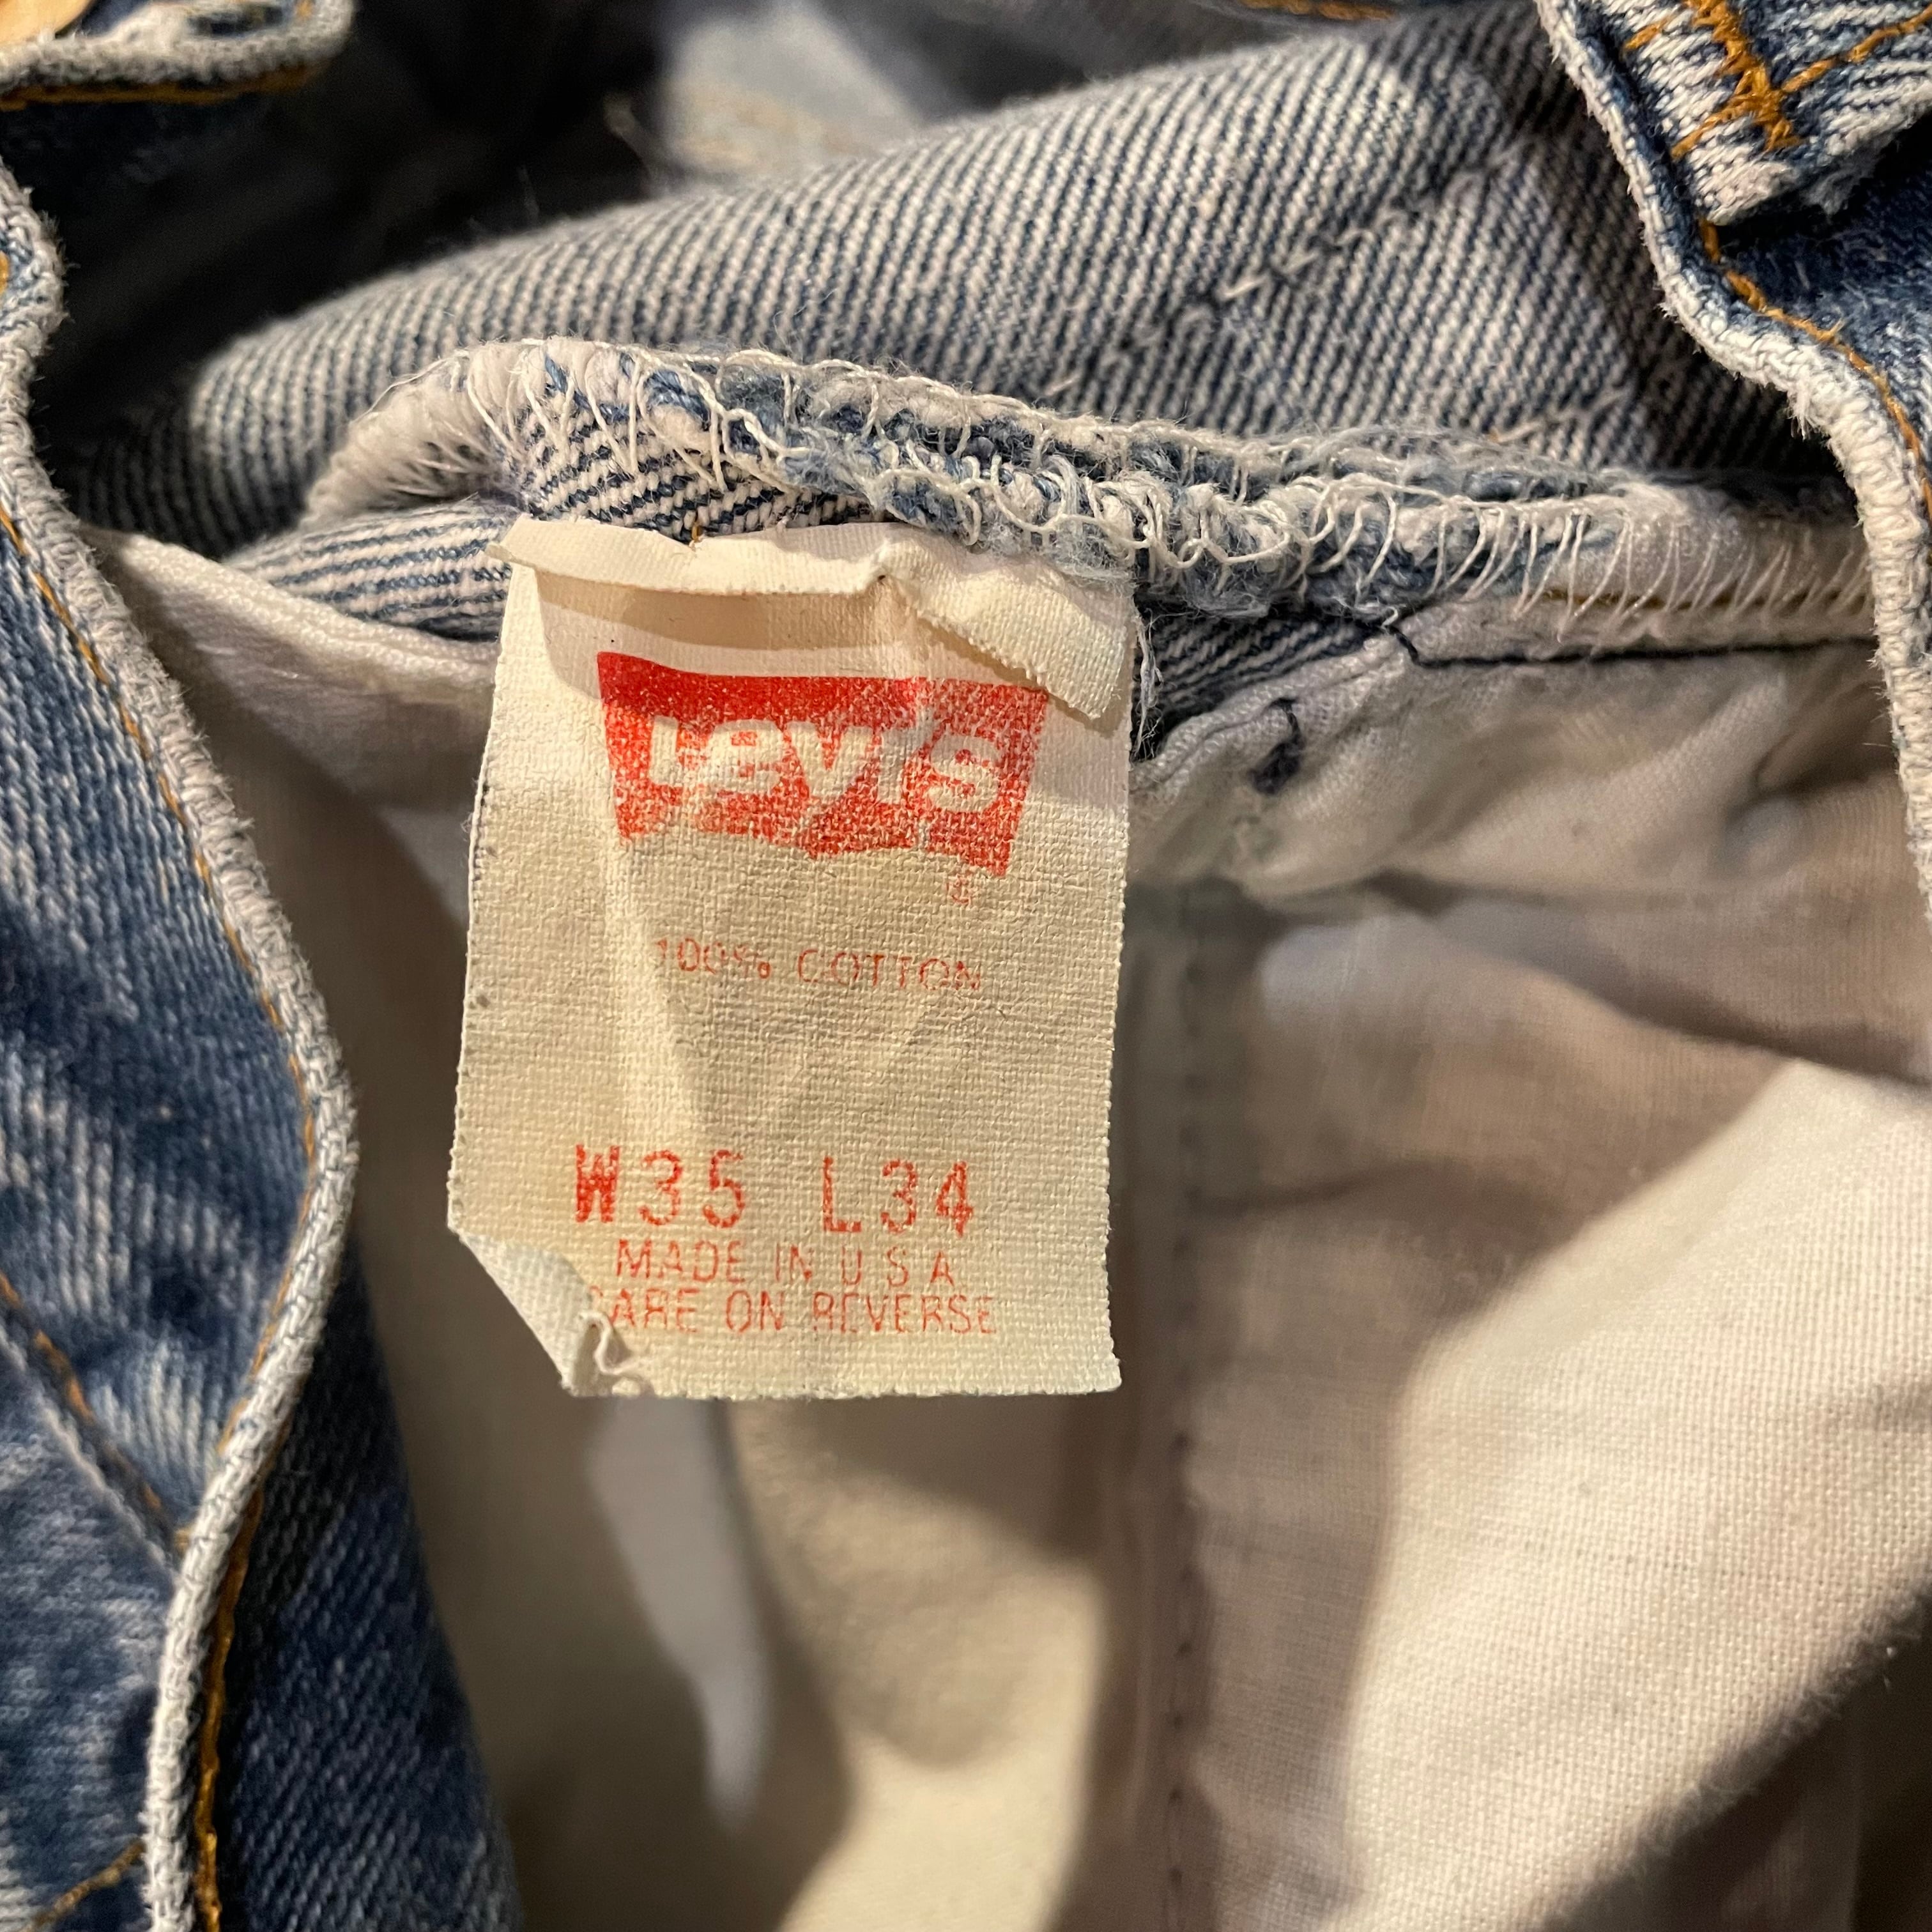 Levi's
®
100% COTTON
W35 L34
MADE IN U S A
CARE ON REVERSE